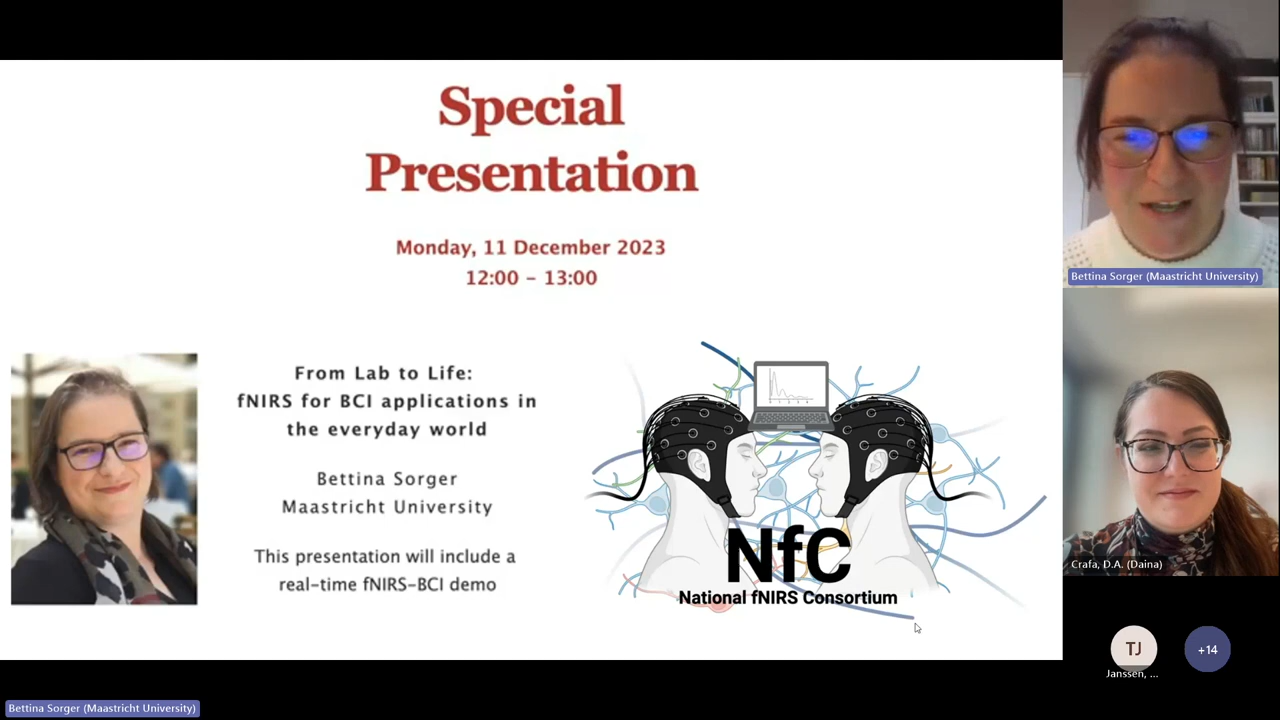 Special
Presentation
Monday, 11 December 2023
12:00 – 13:00
From Lab to Life:
fNIRS for BCI applications in
the everyday world
Bettina Sorger
Maastricht University
This presentation will include a
real-time fNIRS-BCI demo
NfC
National fNIRS Consortium
Bettina Sorger (Maastricht University)
Crafa, D.A. (Daina)
TJ
+14
Janssen, ...
Bettina Sorger (Maastricht University)